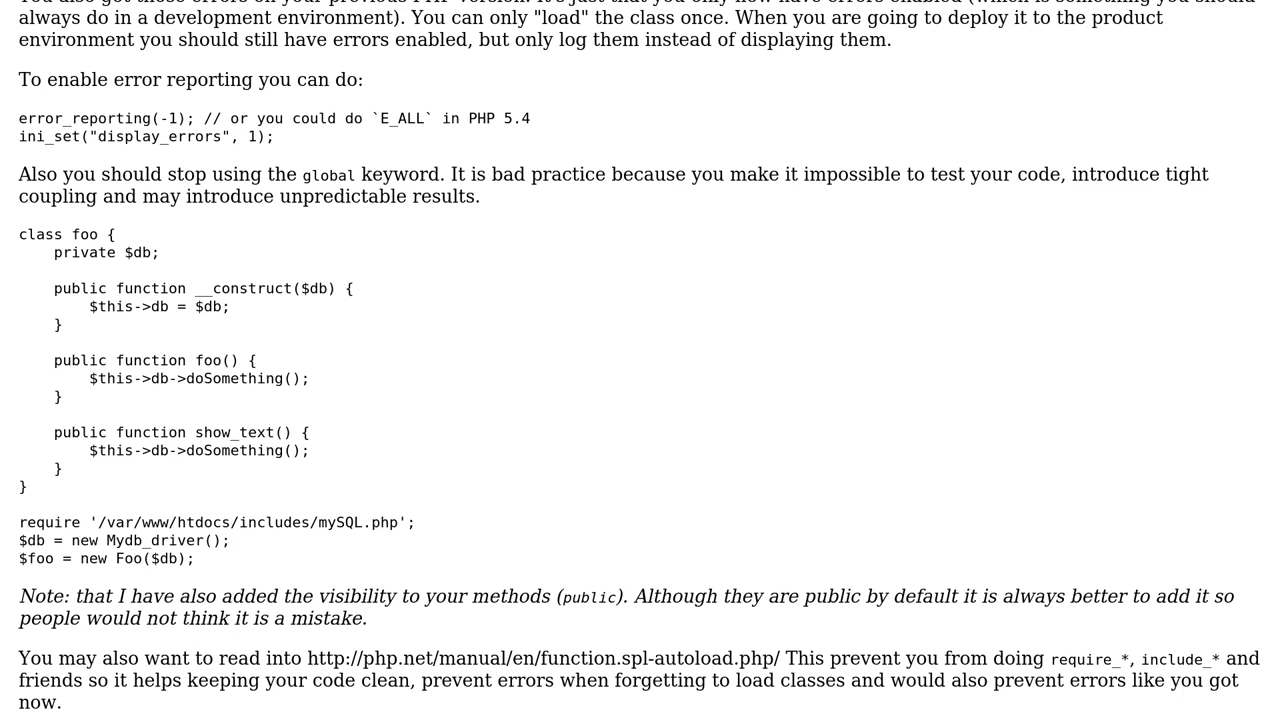 always do in a development environment). You can only "load" the class once. When you are going to deploy it to the product
environment you should still have errors enabled, but only log them instead of displaying them.
To enable error reporting you can do:
error_reporting(-1); // or you could do `E_ALL` in PHP 5.4
ini_set("display_errors", 1);
Also you should stop using the global keyword. It is bad practice because you make it impossible to test your code, introduce tight
coupling and may introduce unpredictable results.
class foo {
    private $db;
    public function __construct($db) {
        $this->db = $db;
    }
    public function foo() {
        $this->db->doSomething();
    }
    public function show_text() {
        $this->db->doSomething();
    }
}
require '/var/www/htdocs/includes/mySQL.php';
$db = new Mydb_driver();
$foo = new Foo($db);
Note: that I have also added the visibility to your methods (public). Although they are public by default it is always better to add it so
people would not think it is a mistake.
You may also want to read into http://php.net/manual/en/function.spl-autoload.php/ This prevent you from doing require_*, include_* and
friends so it helps keeping your code clean, prevent errors when forgetting to load classes and would also prevent errors like you got
now.